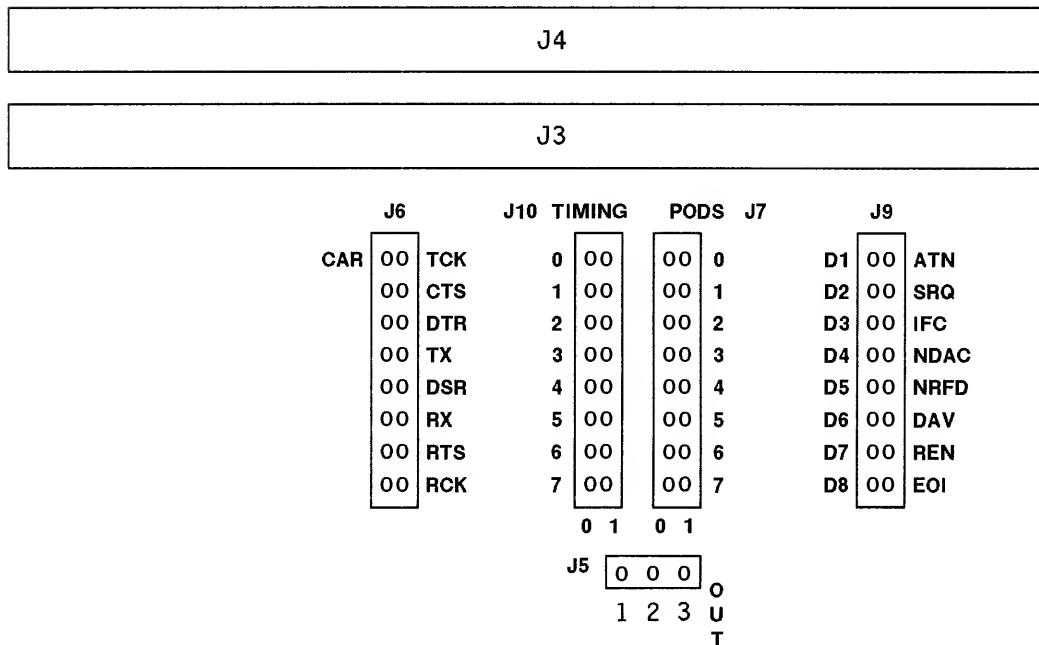 J4
J3
J6 J10 TIMING PODS J7 J9
CAR 00 TCK 0 00 00 0 D1 00 ATN
00 CTS 1 00 00 1 D2 00 SRQ
00 DTR 2 00 00 2 D3 00 IFC
00 TX 3 00 00 3 D4 00 NDAC
00 DSR 4 00 00 4 D5 00 NRFD
00 RX 5 00 00 5 D6 00 DAV
00 RTS 6 00 00 6 D7 00 REN
00 RCK 7 00 00 7 D8 00 EOI
0 1 0 1
J5 0 0 0
1 2 3
OUT